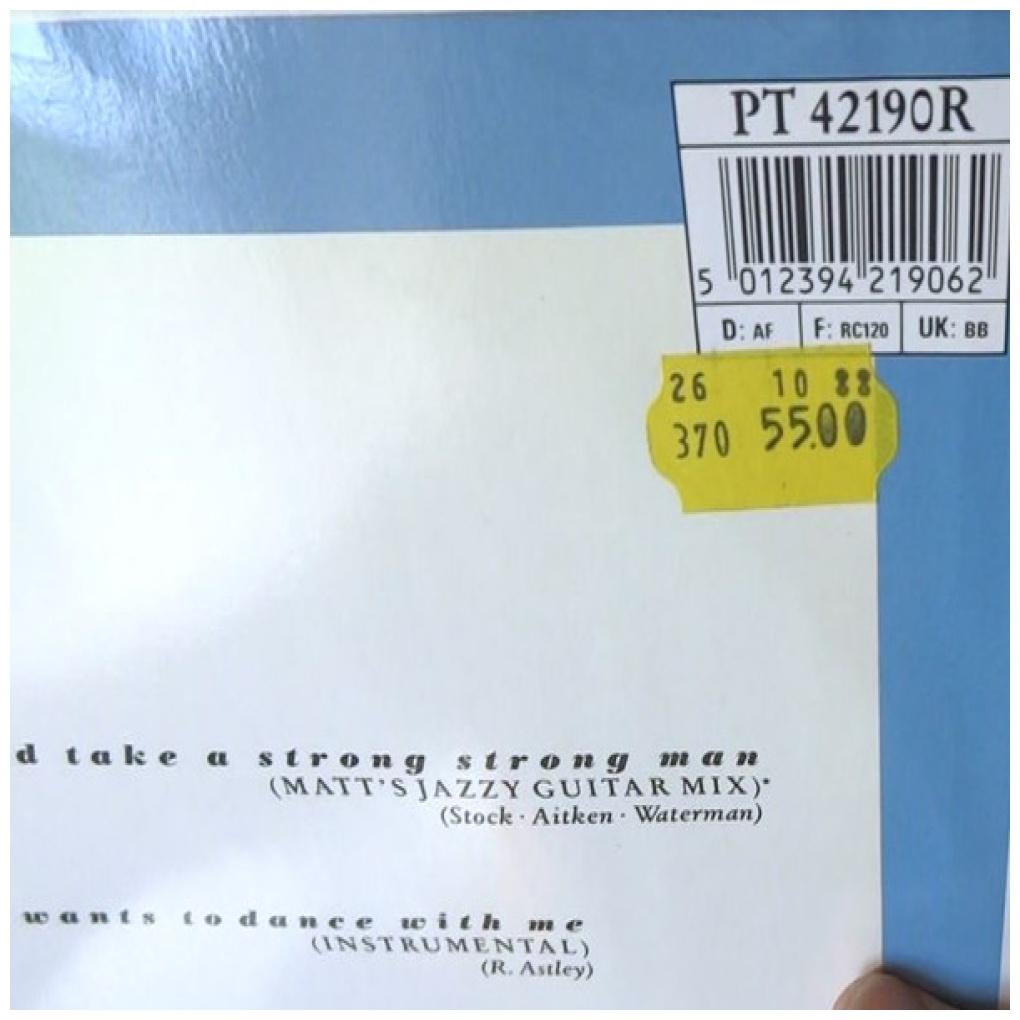 PT 42190R
5 012394 219062
D: AF F: RC120 UK: BB
26 10 88
370 55.00
d take a strong strong man
(MATT'S JAZZY GUITAR MIX)*
(Stock · Aitken · Waterman)
wants to dance with me
(INSTRUMENTAL)
(R. Astley)